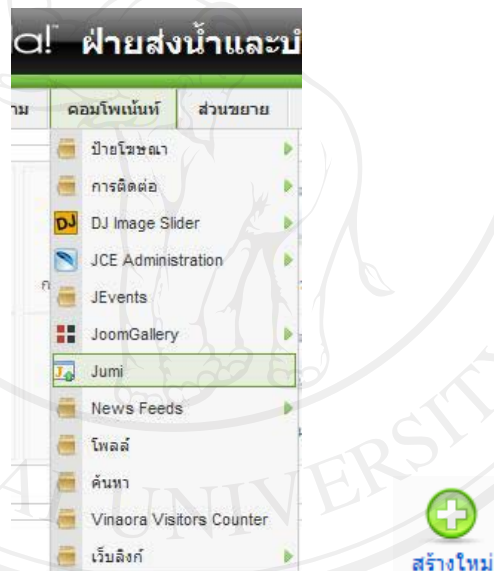 a! ฝ่ายส่งน้ำและบำ
าม คอมโพเน้นท์ ส่วนขยาย
ป้ายโฆษณา
การติดต่อ
DJ DJ Image Slider
JCE Administration
JEvents
JoomGallery
Jumi
News Feeds
โพลล์
ค้นหา
Vinaora Visitors Counter
เว็บลิงก์
สร้างใหม่